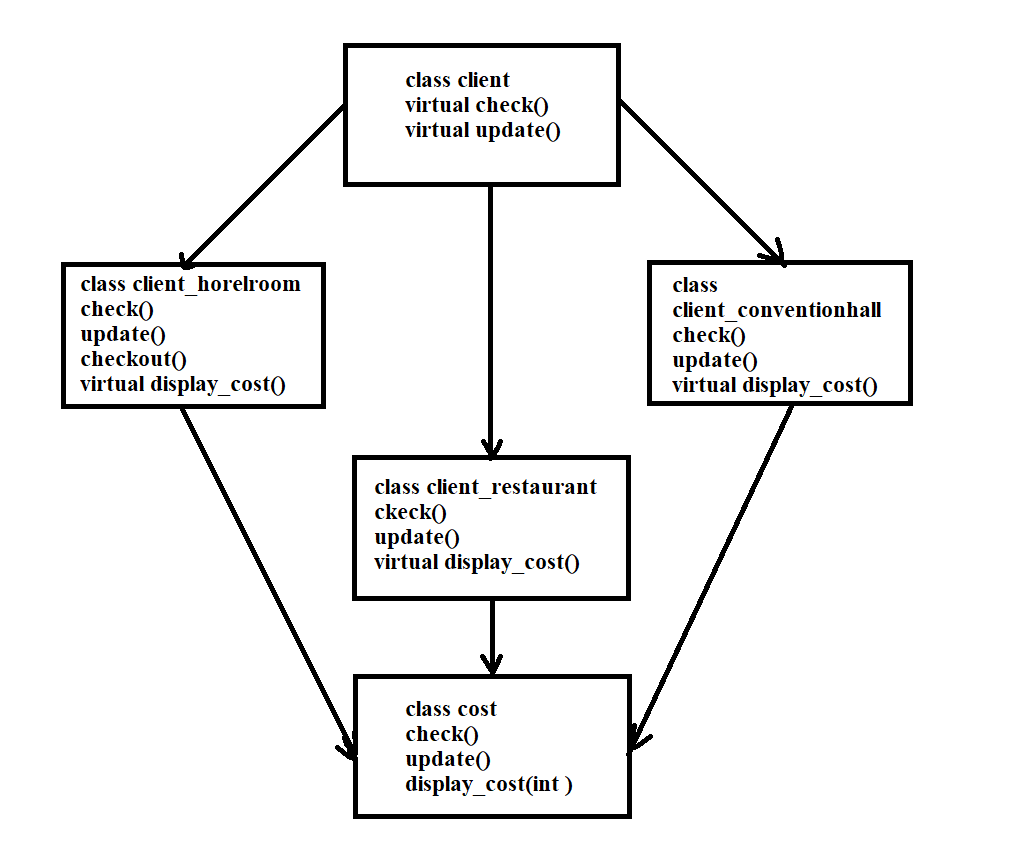 class client
virtual check()
virtual update()
class client_horelroom
check()
update()
checkout()
virtual display_cost()
class
client_conventionhall
check()
update()
virtual display_cost()
class client_restaurant
ckeck()
update()
virtual display_cost()
class cost
check()
update()
display_cost(int )